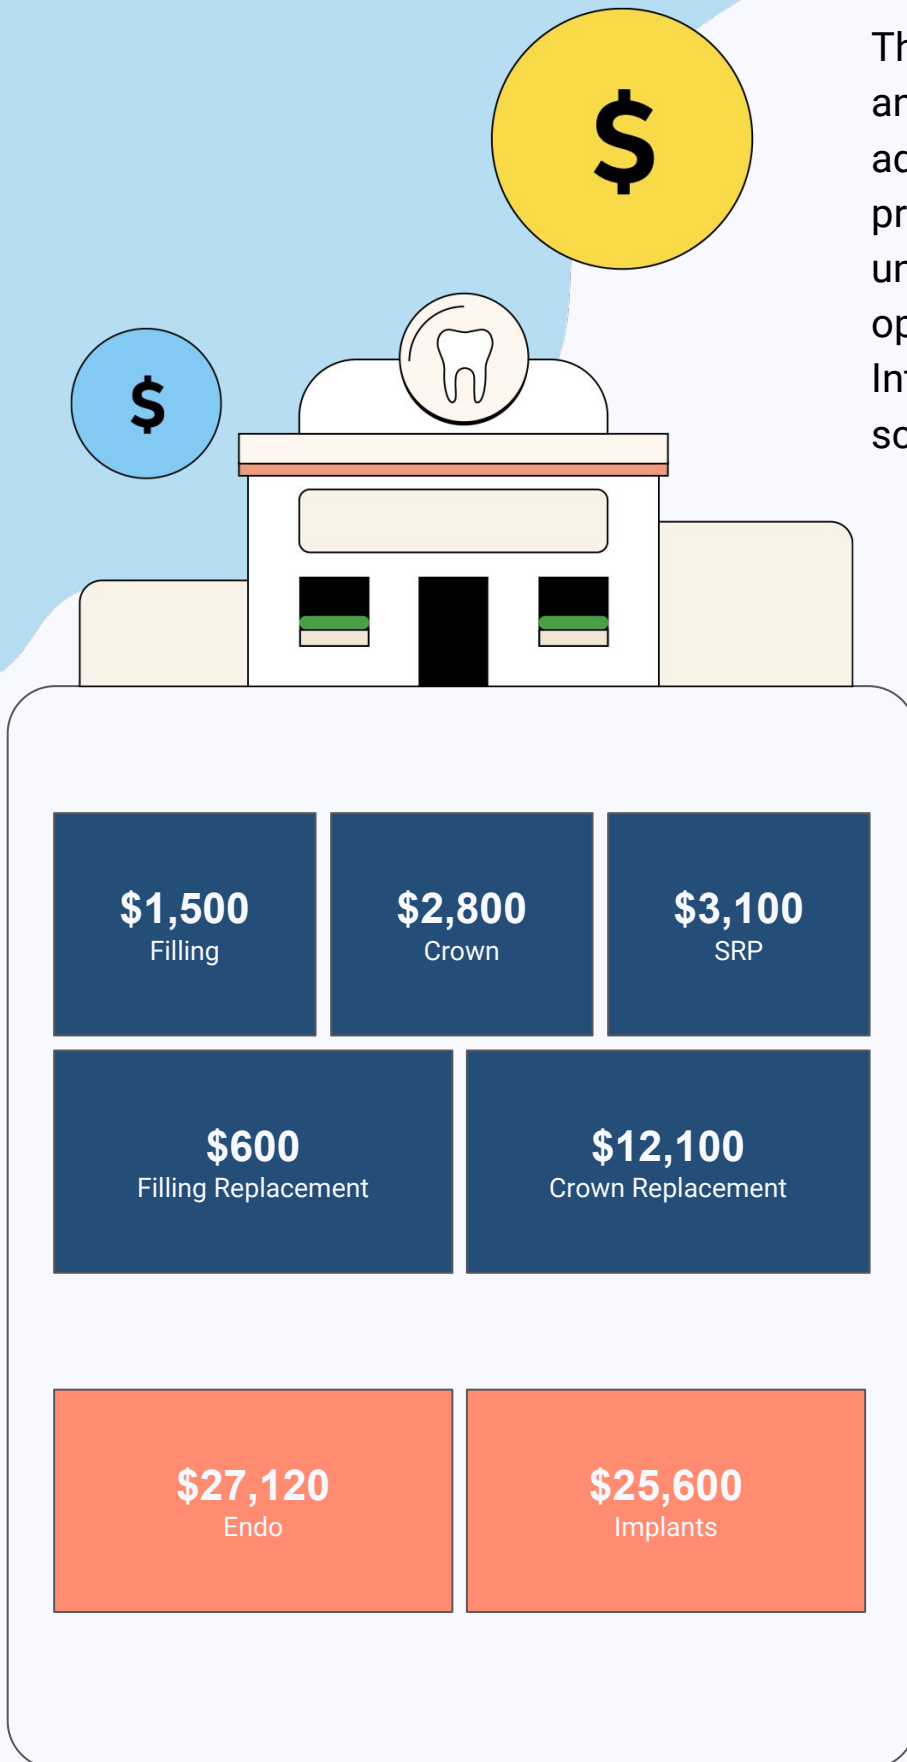 $
$
$1,500
Filling
$2,800
Crown
$3,100
SRP
$600
Filling Replacement
$12,100
Crown Replacement
$27,120
Endo
$25,600
Implants